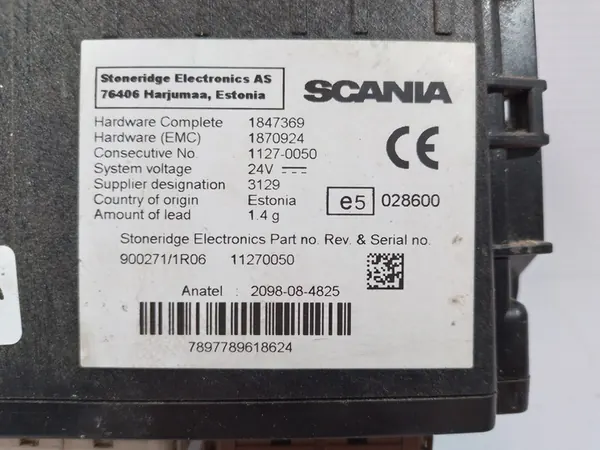 Stoneridge Electronics AS
76406 Harjumaa, Estonia
SCANIA
Hardware Complete 1847369
Hardware (EMC) 1870924
Consecutive No. 1127-0050
System voltage 24V
Supplier designation 3129
Country of origin Estonia
Amount of lead 1.4 g
CE
e5 028600
Stoneridge Electronics Part no. Rev. & Serial no.
900271/1R06 11270050
Anatel : 2098-08-4825
7897789618624